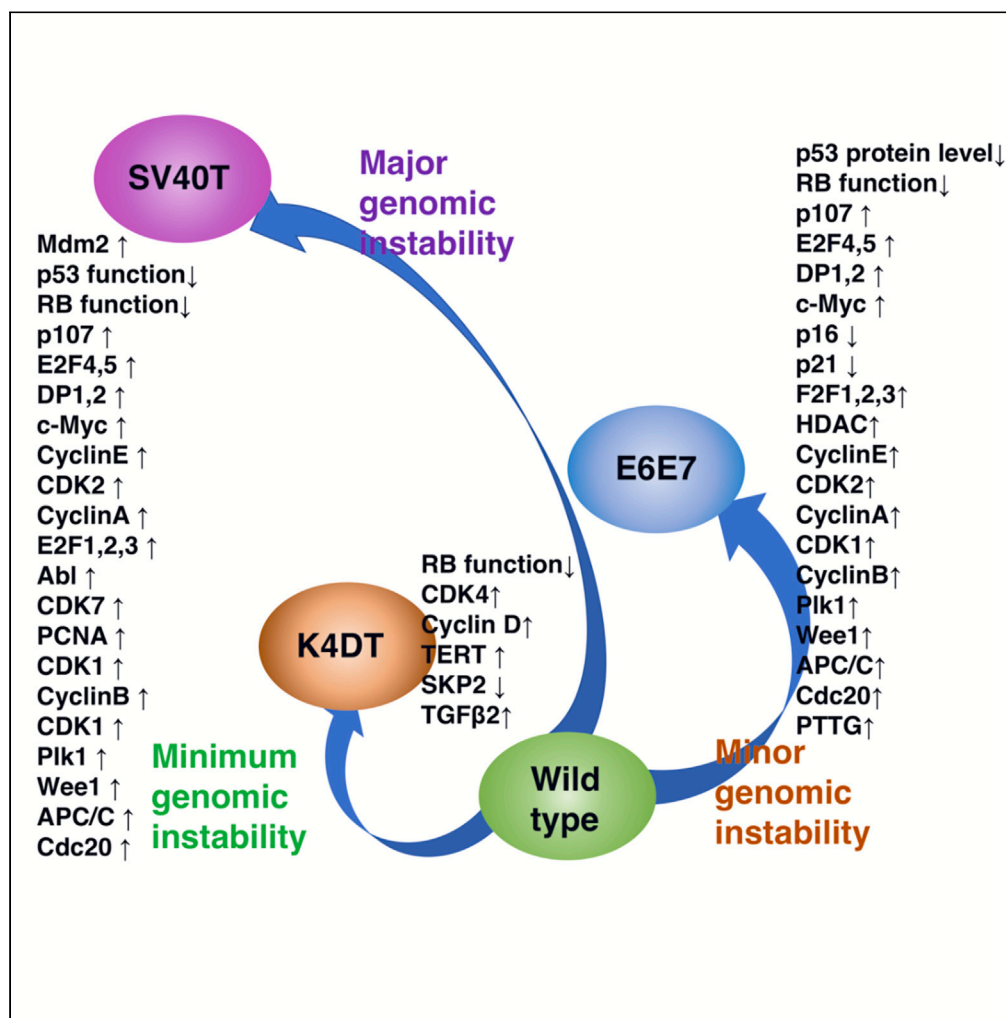 SV40T
Major
genomic
instability
Mdm2 ↑
p53 function↓
RB function↓
p107 ↑
E2F4,5 ↑
DP1,2 ↑
c-Myc ↑
CyclinE ↑
CDK2 ↑
CyclinA ↑
E2F1,2,3 ↑
Abl ↑
CDK7 ↑
PCNA ↑
CDK1 ↑
CyclinB ↑
CDK1 ↑
Plk1 ↑
Wee1 ↑
APC/C ↑
Cdc20 ↑
K4DT
RB function↓
CDK4↑
Cyclin D↑
TERT ↑
SKP2 ↓
TGFβ2↑
Minimum
genomic
instability
Wild
type
E6E7
p53 protein level↓
RB function↓
p107 ↑
E2F4,5 ↑
DP1,2 ↑
c-Myc ↑
p16 ↓
p21 ↓
F2F1,2,3↑
HDAC↑
CyclinE↑
CDK2↑
CyclinA↑
CDK1↑
CyclinB↑
Plk1↑
Wee1↑
APC/C↑
Cdc20↑
PTTG↑
Minor
genomic
instability